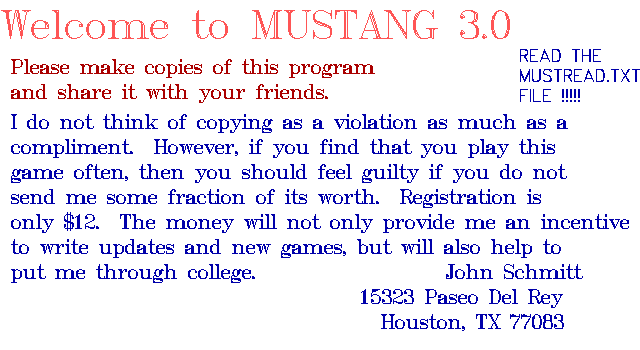 Welcome to MUSTANG 3.0
READ THE
MUSTREAD.TXT
FILE !!!!!
Please make copies of this program
and share it with your friends.
I do not think of copying as a violation as much as a
compliment.  However, if you find that you play this
game often, then you should feel guilty if you do not
send me some fraction of its worth.  Registration is
only $12.  The money will not only provide me an incentive
to write updates and new games, but will also help to
put me through college.
John Schmitt
15323 Paseo Del Rey
Houston, TX 77083